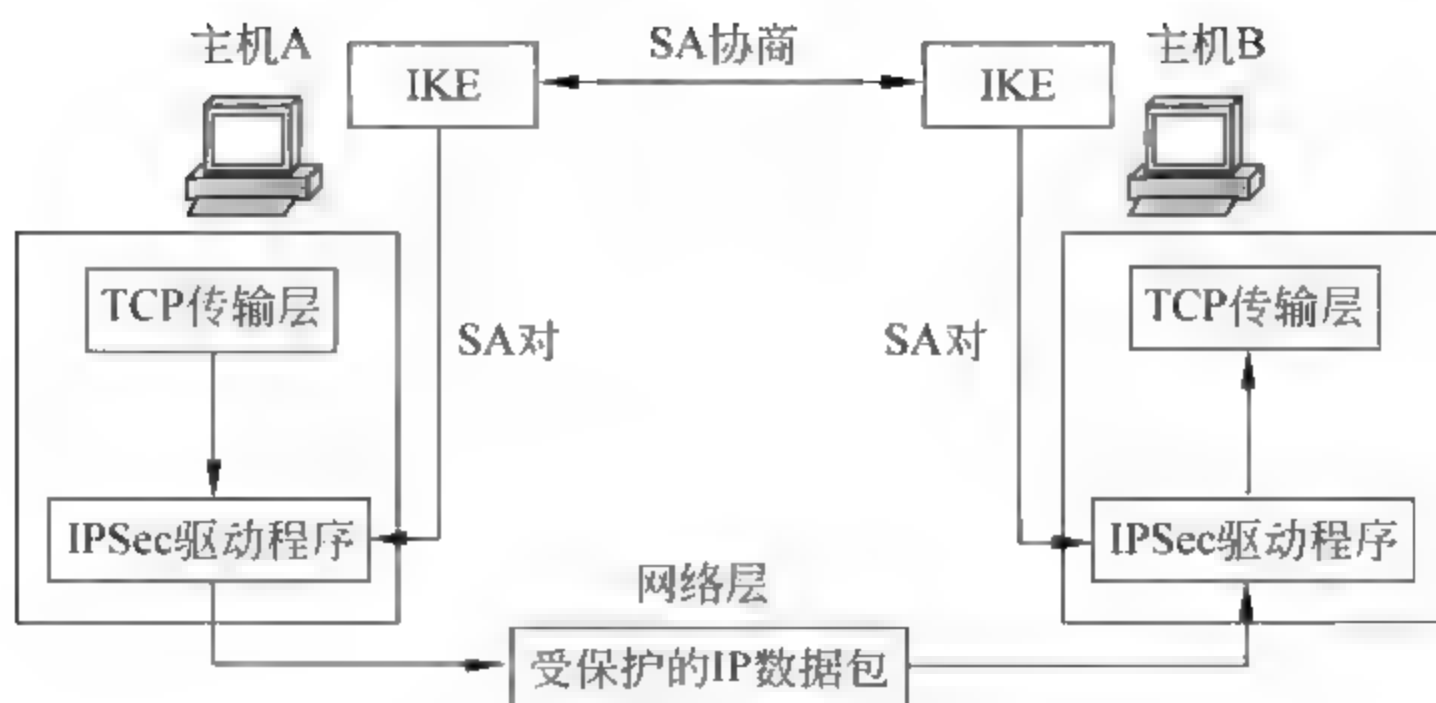 主机A
IKE
SA协商
IKE
主机B
TCP传输层
SA对
SA对
TCP传输层
IPSec驱动程序
IPSec驱动程序
网络层
受保护的IP数据包